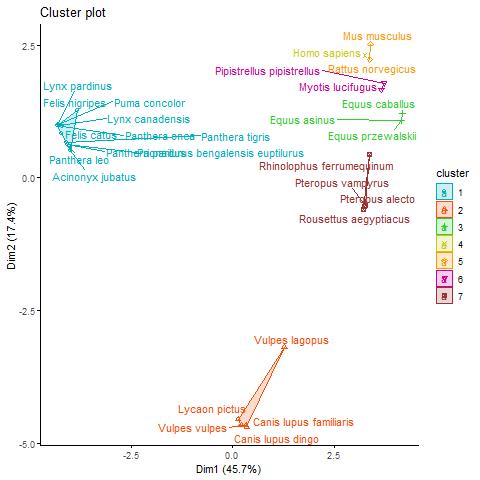 Cluster plot
Mus musculus
2.5
Homo sapiens
Rattus norvegicus
Pipistrellus pipistrellus
Lynx pardinus
Myotis lucifugus
Felis nigripes
Puma concolor
Equus caballus
Lynx canadensis
Equus asinus
Felis catus
Panthera onca
Panthera tigris
Equus przewalskii
Panthera pardus
Prionailurus bengalensis euptilurus
Panthera leo
Rhinolophus ferrumequinum
Acinonyx jubatus
0.0
Pteropus vampyrus
Pteropus alecto
Rousettus aegyptiacus
Dim2 (17.4%)
cluster
1
2
3
4
5
6
7
-2.5
Vulpes lagopus
Lycaon pictus
Canis lupus familiaris
Vulpes vulpes
Canis lupus dingo
-5.0
-2.5
0.0
2.5
Dim1 (45.7%)